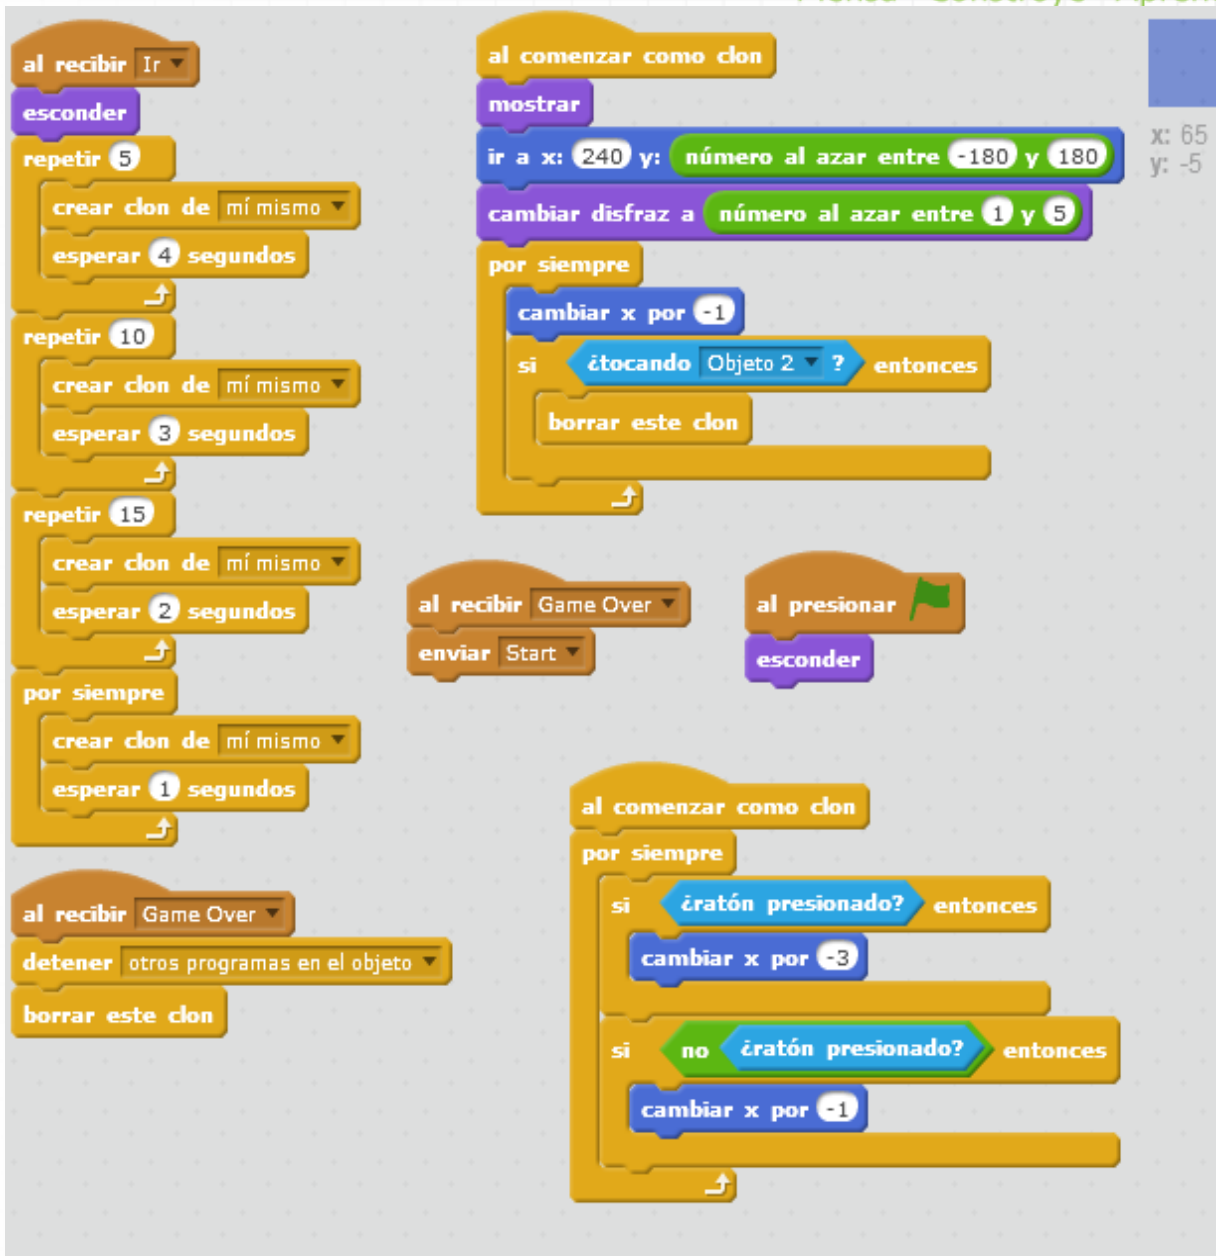 al recibir Ir
esconder
repetir 5
crear clon de mí mismo
esperar 4 segundos
repetir 10
crear clon de mí mismo
esperar 3 segundos
repetir 15
crear clon de mí mismo
esperar 2 segundos
por siempre
crear clon de mí mismo
esperar 1 segundos
al recibir Game Over
detener otros programas en el objeto
borrar este clon
al comenzar como clon
mostrar
ir a x: 240 y: número al azar entre -180 y 180
cambiar disfraz a número al azar entre 1 y 5
por siempre
cambiar x por -1
si ¿tocando Objeto 2 ? entonces
borrar este clon
al recibir Game Over
enviar Start
al presionar
esconder
al comenzar como clon
por siempre
si ¿ratón presionado? entonces
cambiar x por -3
si no ¿ratón presionado? entonces
cambiar x por -1
x: 65
y: -5